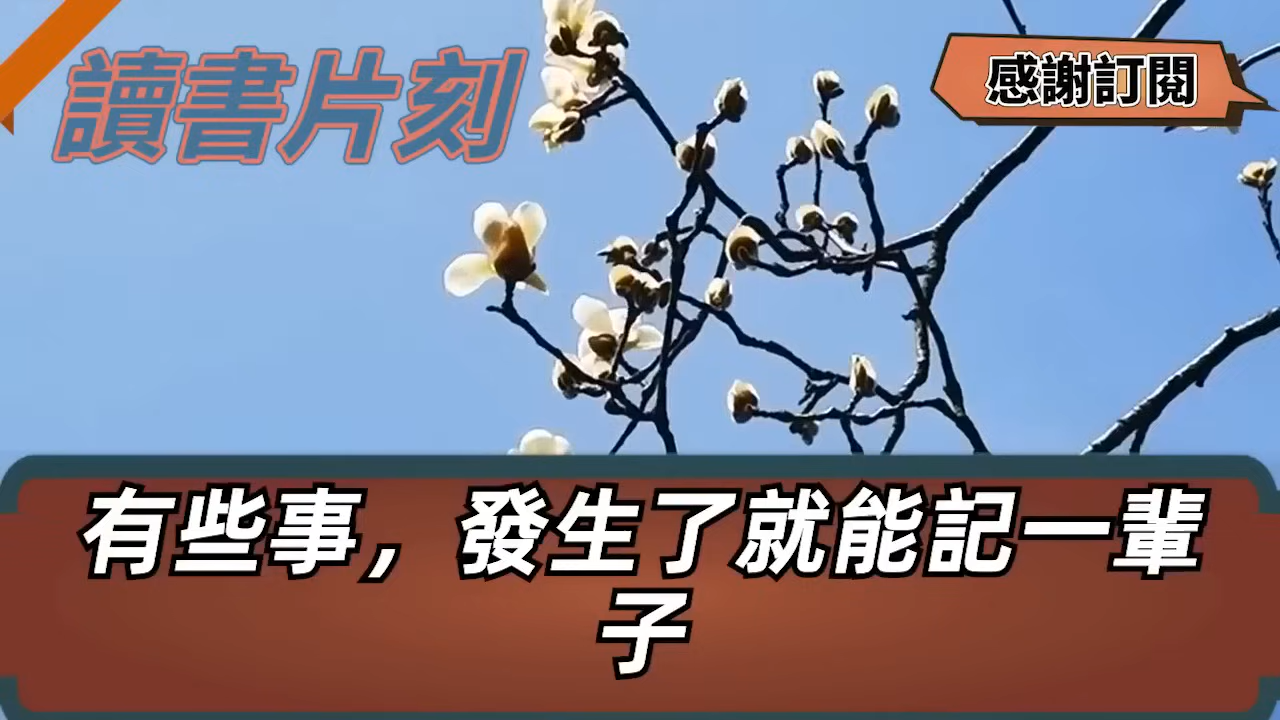 讀書片刻
感謝訂閱
有些事，發生了就能記一輩
子